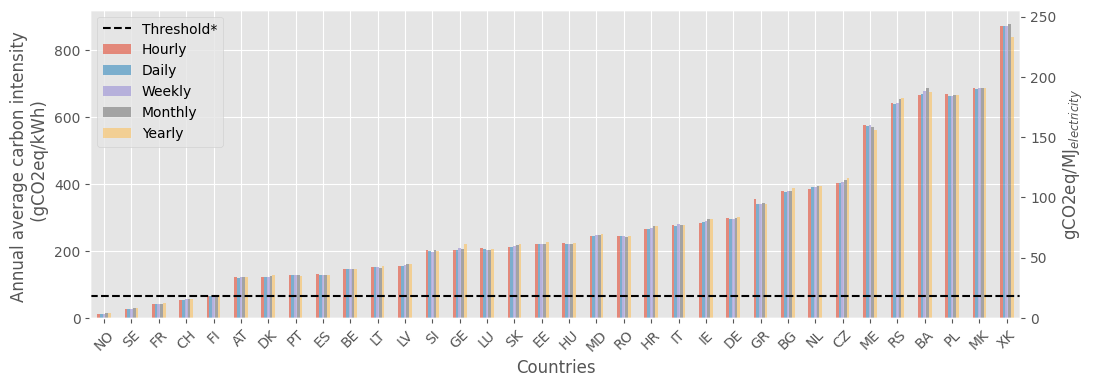 Annual average carbon intensity
(gCO2eq/kWh)
800
600
400
200
0
Threshold*
Hourly
Daily
Weekly
Monthly
Yearly
250
200
150
100
50
0
gCO2eq/MJelectricity
NO SE FR CH FI AT DK PT ES BE LT LV SI GE LU SK EE HU MD RO HR IT IE DE GR BG NL CZ ME RS BA PL MK XK
Countries